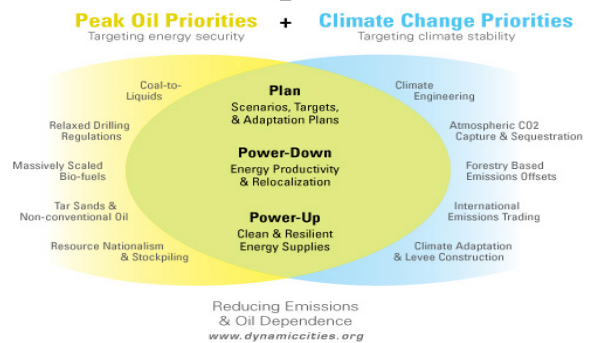 Peak Oil Priorities + Climate Change Priorities
Targeting energy security
Targeting climate stability
Coal-to-
Liquids
Relaxed Drilling
Regulations
Massively Scaled
Bio-fuels
Tar Sands &
Non-conventional Oil
Resource Nationalism
& Stockpiling
Plan
Scenarios, Targets,
& Adaptation Plans
Power-Down
Energy Productivity
& Relocalization
Power-Up
Clean & Resilient
Energy Supplies
Climate
Engineering
Atmospheric CO2
Capture & Sequestration
Forestry Based
Emissions Offsets
International
Emissions Trading
Climate Adaptation
& Levee Construction
Reducing Emissions
& Oil Dependence
www.dynamiccities.org